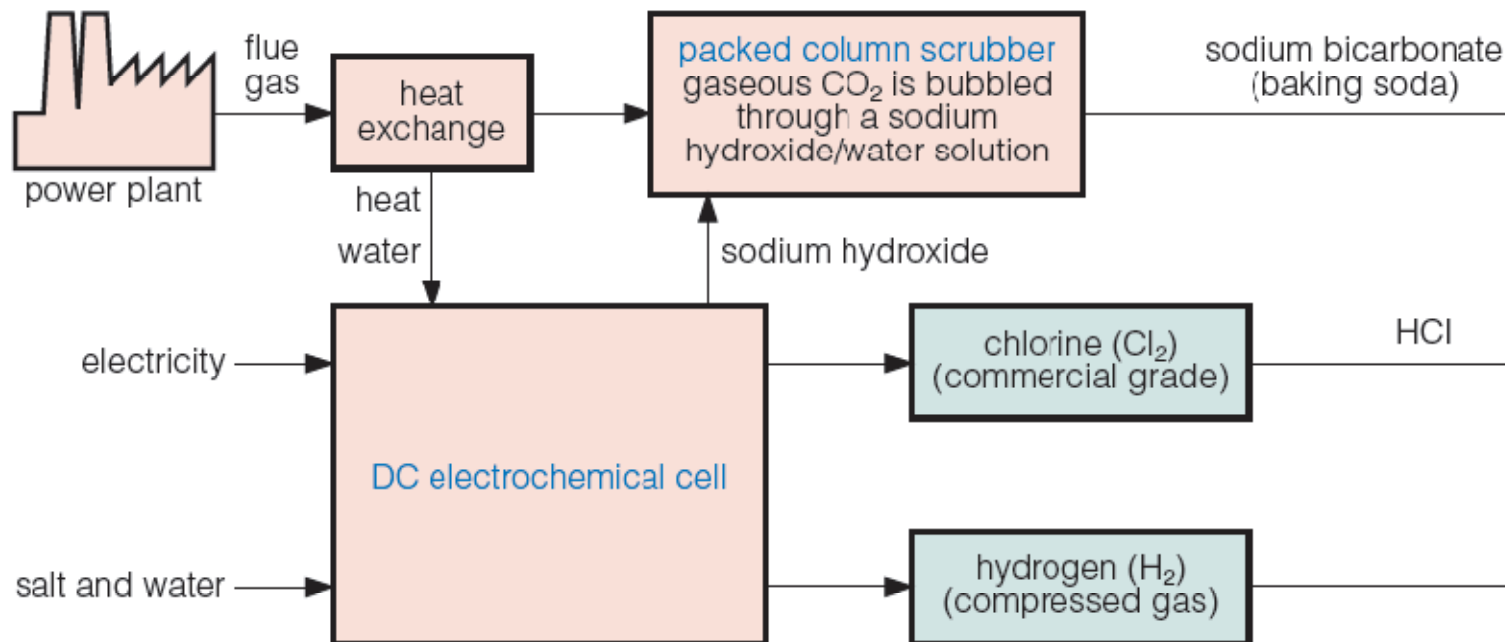 flue
gas
power plant
heat
exchange
packed column scrubber
gaseous CO₂ is bubbled
through a sodium
hydroxide/water solution
sodium bicarbonate
(baking soda)
heat
water
sodium hydroxide
electricity
salt and water
DC electrochemical cell
chlorine (Cl₂)
(commercial grade)
HCl
hydrogen (H₂)
(compressed gas)